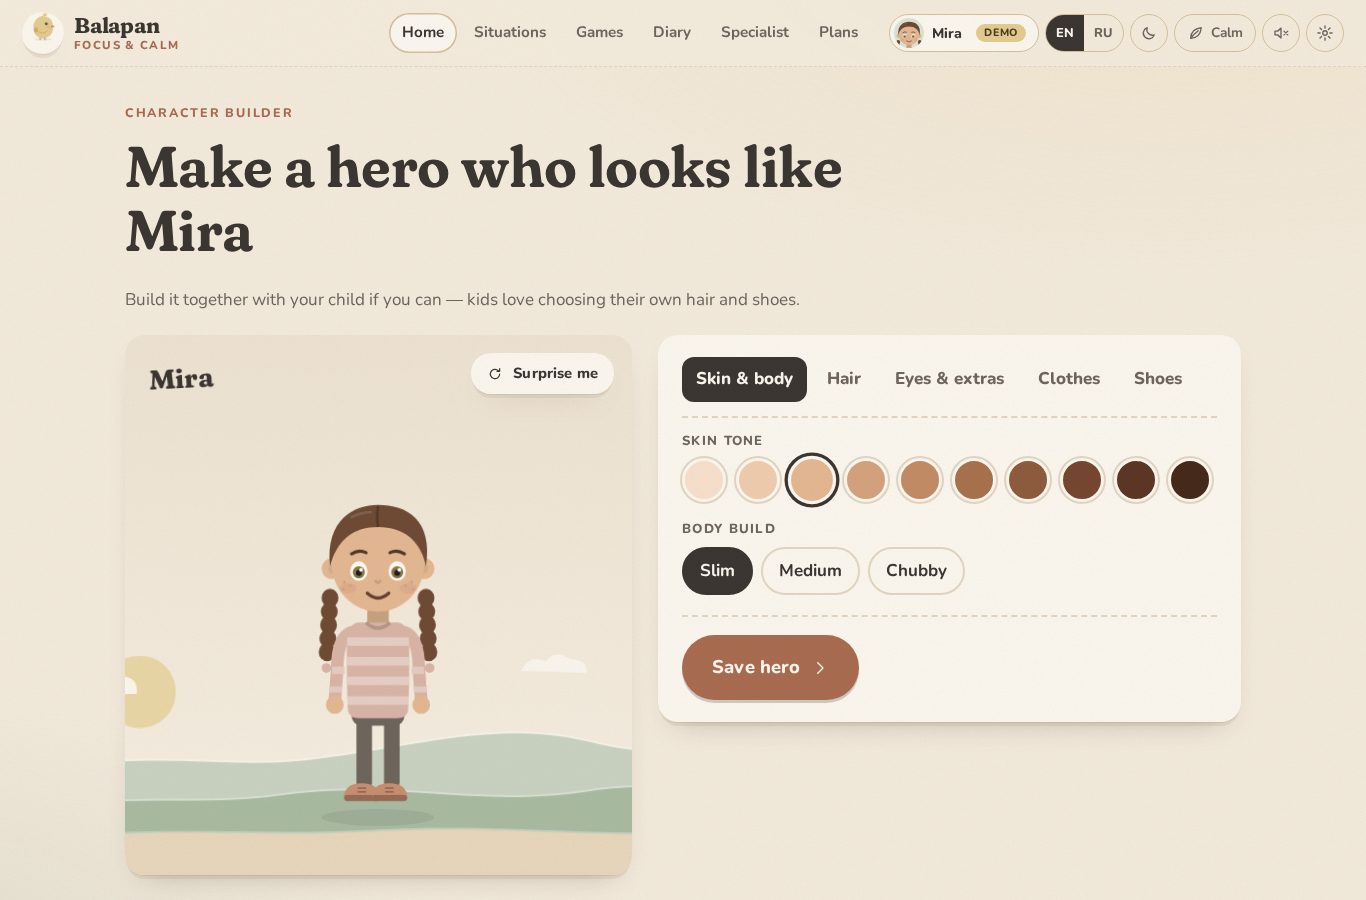 Balapan
FOCUS & CALM
Home
Situations
Games
Diary
Specialist
Plans
Mira
DEMO
EN
RU
Calm
CHARACTER BUILDER
Make a hero who looks like
Mira
Build it together with your child if you can — kids love choosing their own hair and shoes.
Mira
Surprise me
Skin & body
Hair
Eyes & extras
Clothes
Shoes
SKIN TONE
BODY BUILD
Slim
Medium
Chubby
Save hero